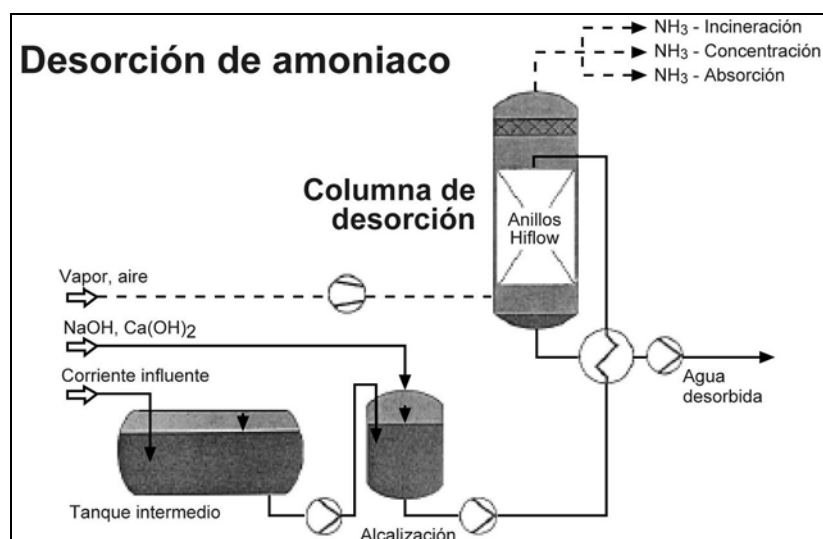 Desorción de amoniaco
NH3 - Incineración
NH3 - Concentración
NH3 - Absorción
Columna de
desorción
Anillos
Hiflow
Vapor, aire
NaOH, Ca(OH)2
Corriente influente
Agua
desorbida
Tanque intermedio
Alcalización